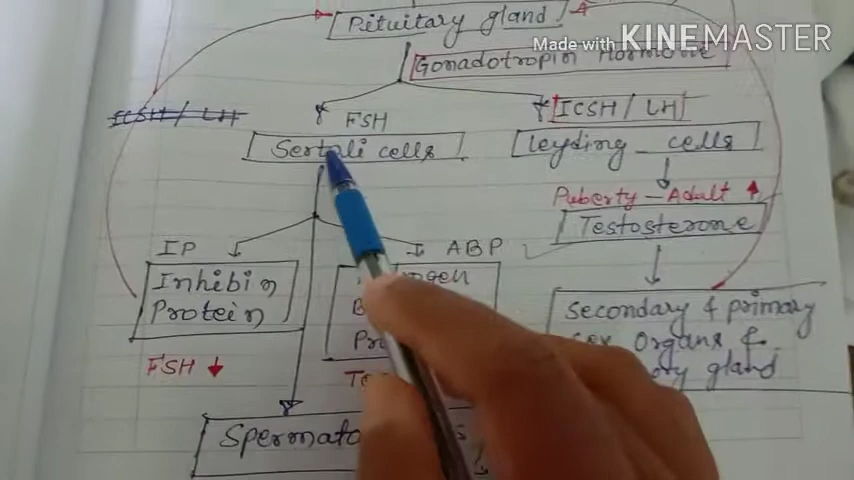 Pituitary gland
Made with KINEMASTER
Gonadotropin Hormone
ICSH / LH
FSH
ICSH / LH
Sertoli cells
leyding cells
Puberty - Adult
Testosterone
IP
ABP
Inhibin
Protein
secondary & primary
Organs &
gland
FSH